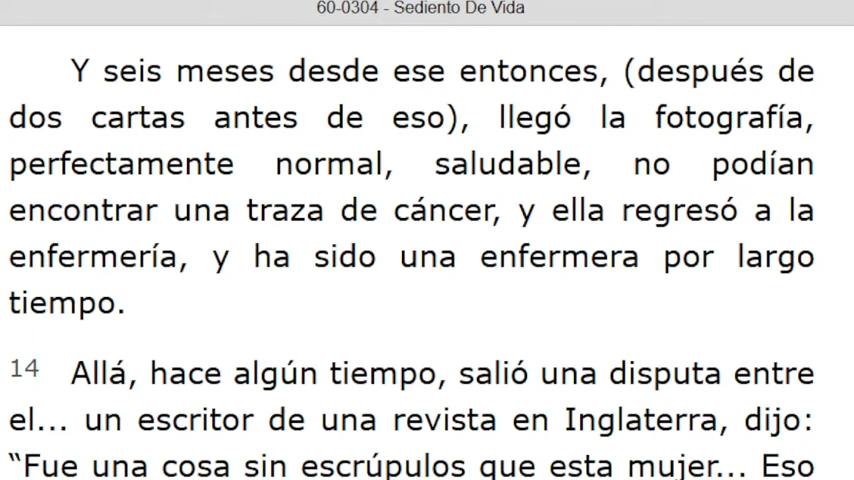 60-0304 - Sediento De Vida
Y seis meses desde ese entonces, (después de
dos cartas antes de eso), llegó la fotografía,
perfectamente normal, saludable, no podían
encontrar una traza de cáncer, y ella regresó a la
enfermería, y ha sido una enfermera por largo
tiempo.
14 Allá, hace algún tiempo, salió una disputa entre
el... un escritor de una revista en Inglaterra, dijo:
“Fue una cosa sin escrúpulos que esta mujer... Eso